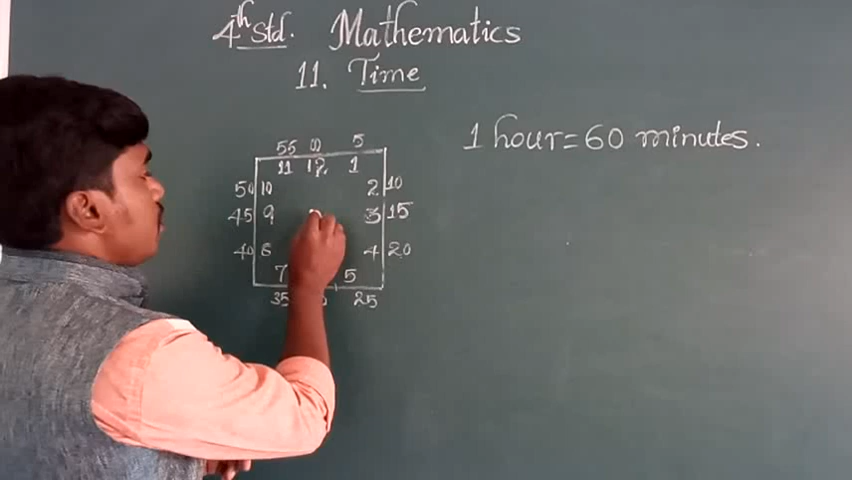 4th Std. Mathematics
11. Time
1 hour = 60 minutes.
55 00 5
11 12 1
50 10 2 10
45 9 3 15
40 8 4 20
7 5
35 25